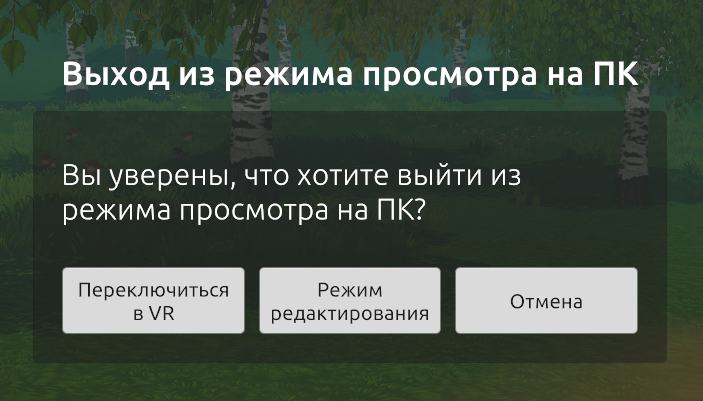 Выход из режима просмотра на ПК
Вы уверены, что хотите выйти из
режима просмотра на ПК?
Переключиться
в VR
Режим
редактирования
Отмена